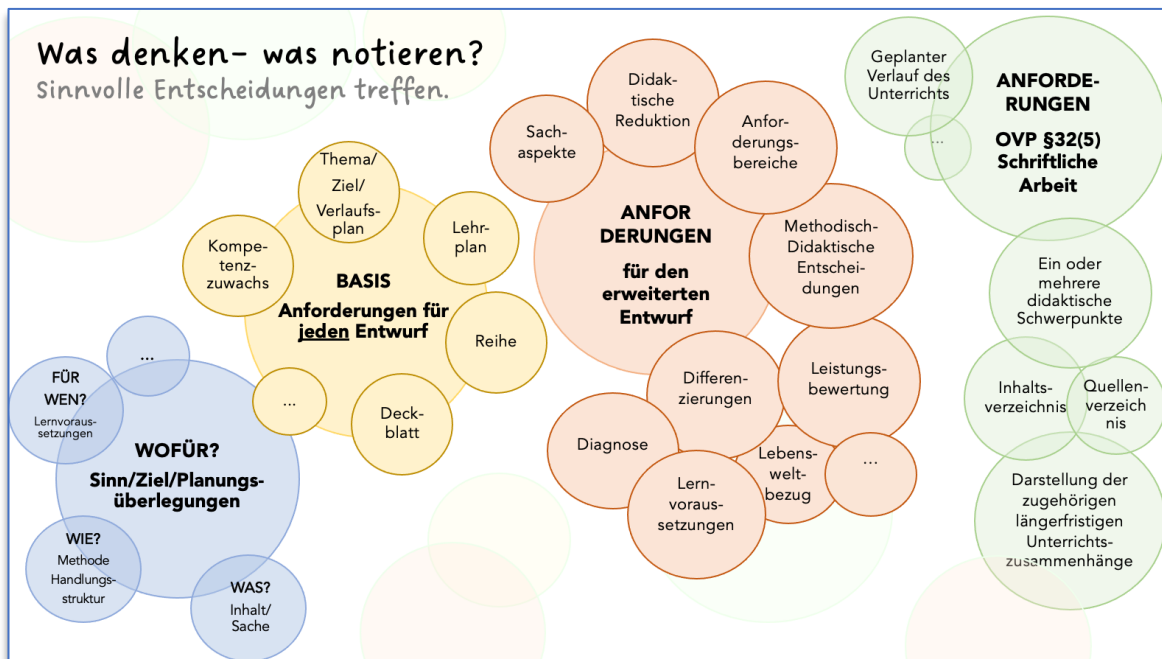 Was denken- was notieren?
Sinnvolle Entscheidungen treffen.
FÜR
WEN?
Lernvoraus-
setzungen
...
WOFÜR?
Sinn/Ziel/Planungs-
überlegungen
WIE?
Methode
Handlungs-
struktur
WAS?
Inhalt/
Sache
Thema/
Ziel/
Verlaufs-
plan
Kompe-
tenz-
zuwachs
Lehr-
plan
BASIS
Anforderungen für
jeden Entwurf
Reihe
...
Deck-
blatt
Sach-
aspekte
Didak-
tische
Reduktion
Anfor-
derungs-
bereiche
ANFOR
DERUNGEN
für den
erweiterten
Entwurf
Methodisch-
Didaktische
Entschei-
dungen
Differen-
zierungen
Leistungs-
bewertung
Diagnose
Lern-
voraus-
setzungen
Lebens-
welt-
bezug
...
Geplanter
Verlauf des
Unterrichts
...
ANFORDE-
RUNGEN
OVP §32(5)
Schriftliche
Arbeit
Ein oder
mehrere
didaktische
Schwerpunkte
Inhalts-
verzeichnis
Quellen-
verzeich
nis
Darstellung der
zugehörigen
längerfristigen
Unterrichts-
zusammenhänge